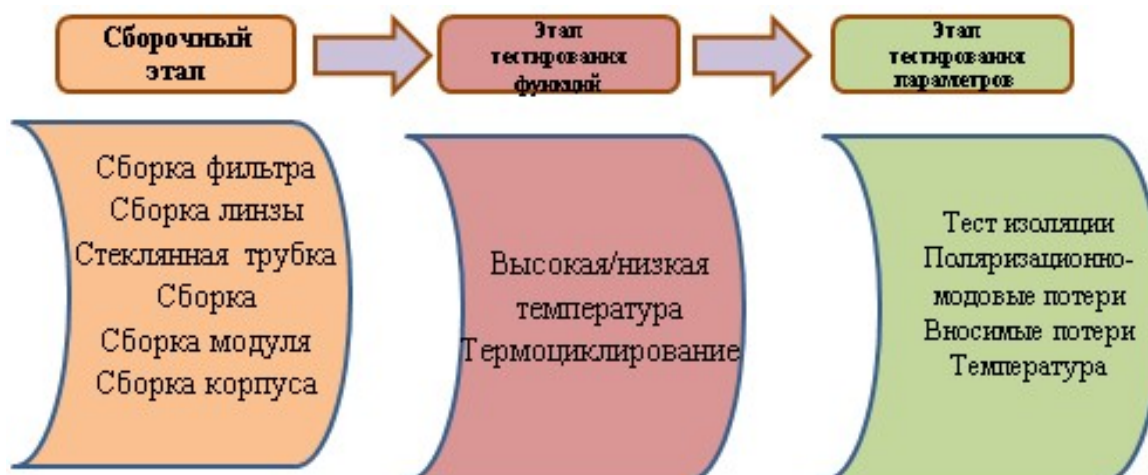 Сборочный
этап
Этап
тестирования
функций
Этап
тестирования
параметров
Сборка фильтра
Сборка линзы
Стеклянная трубка
Сборка
Сборка модуля
Сборка корпуса
Высокая/низкая
температура
Термоциклирование
Тест изоляции
Поляризационно-
модовые потери
Вносимые потери
Температура